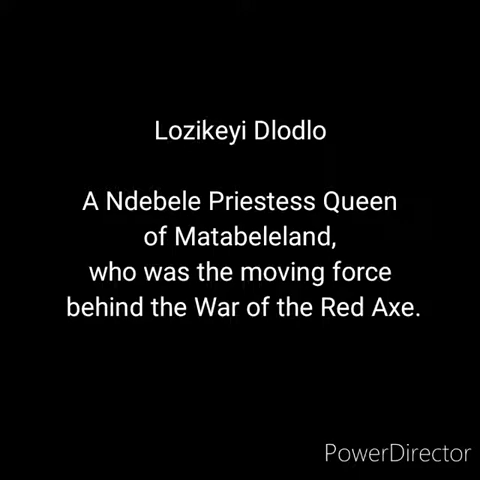 Lozikeyi Dlodlo
A Ndebele Priestess Queen
of Matabeleland,
who was the moving force
behind the War of the Red Axe.
PowerDirector